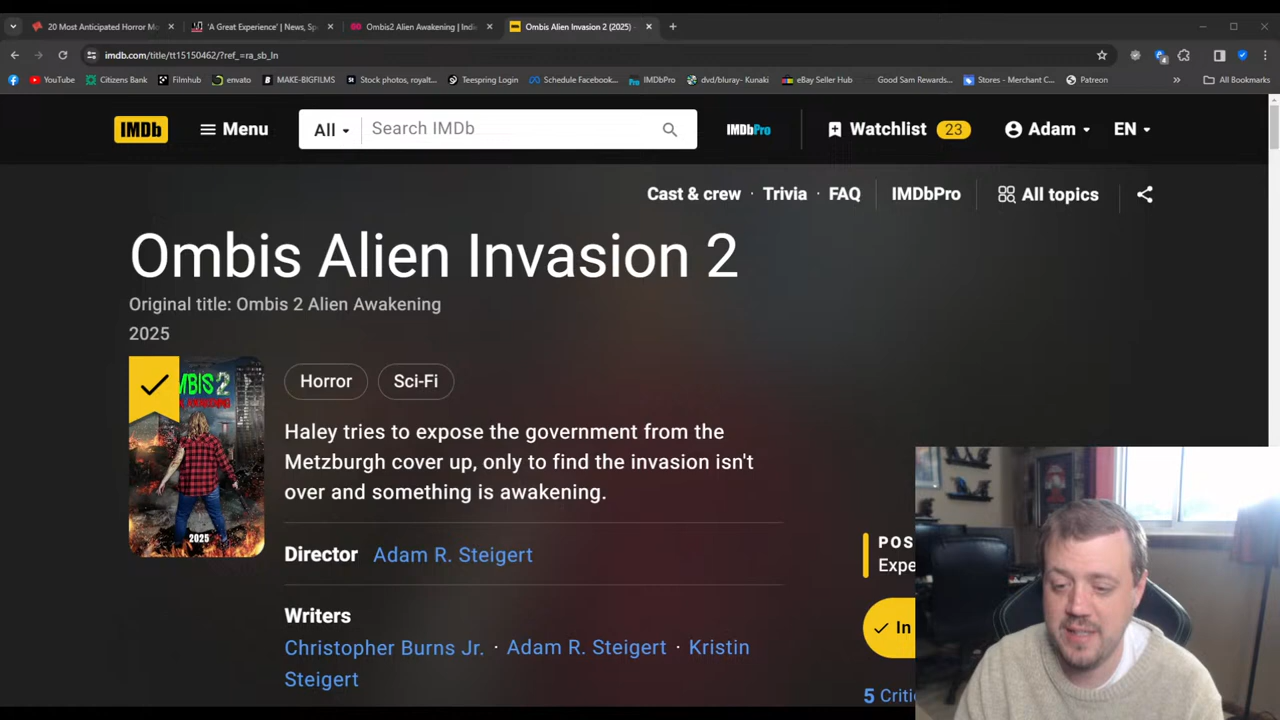 20 Most Anticipated Horror Mo
'A Great Experience' | News, Sp
Ombis2 Alien Awakening | Indie
Ombis Alien Invasion 2 (2025)
imdb.com/title/tt15150462/?ref_=ra_sb_ln
YouTube
Citizens Bank
Filmhub
envato
MAKE-BIGFILMS
Stock photos, royalt...
Teespring Login
Schedule Facebook...
IMDbPro
dvd/bluray- Kunaki
eBay Seller Hub
Good Sam Rewards...
Stores - Merchant C...
Patreon
»
All Bookmarks
IMDb
Menu
All
Search IMDb
IMDbPro
Watchlist 23
Adam
EN
Cast & crew · Trivia · FAQ
IMDbPro
All topics
Ombis Alien Invasion 2
Original title: Ombis 2 Alien Awakening
2025
MBIS 2
2025
Horror
Sci-Fi
Haley tries to expose the government from the
Metzburgh cover up, only to find the invasion isn't
over and something is awakening.
Director Adam R. Steigert
Writers
Christopher Burns Jr. · Adam R. Steigert · Kristin
Steigert
POS
Expe
In
5 Critic